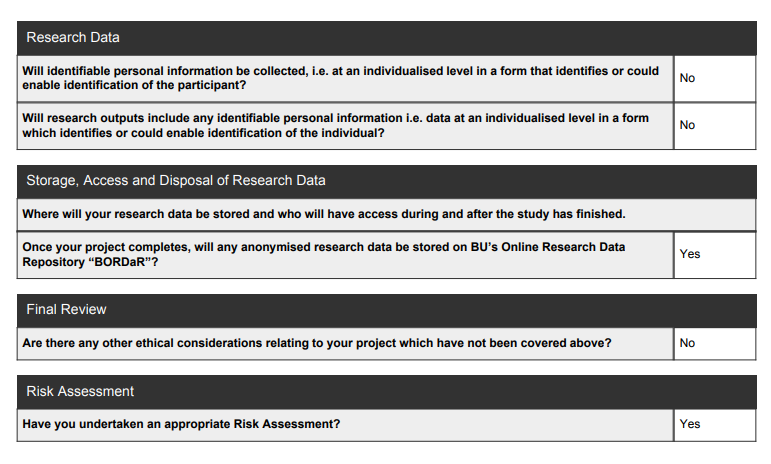 Research Data
Will identifiable personal information be collected, i.e. at an individualised level in a form that identifies or could
enable identification of the participant?
No
Will research outputs include any identifiable personal information i.e. data at an individualised level in a form
which identifies or could enable identification of the individual?
No
Storage, Access and Disposal of Research Data
Where will your research data be stored and who will have access during and after the study has finished.
Once your project completes, will any anonymised research data be stored on BU's Online Research Data
Repository “BORDaR”?
Yes
Final Review
Are there any other ethical considerations relating to your project which have not been covered above?
No
Risk Assessment
Have you undertaken an appropriate Risk Assessment?
Yes